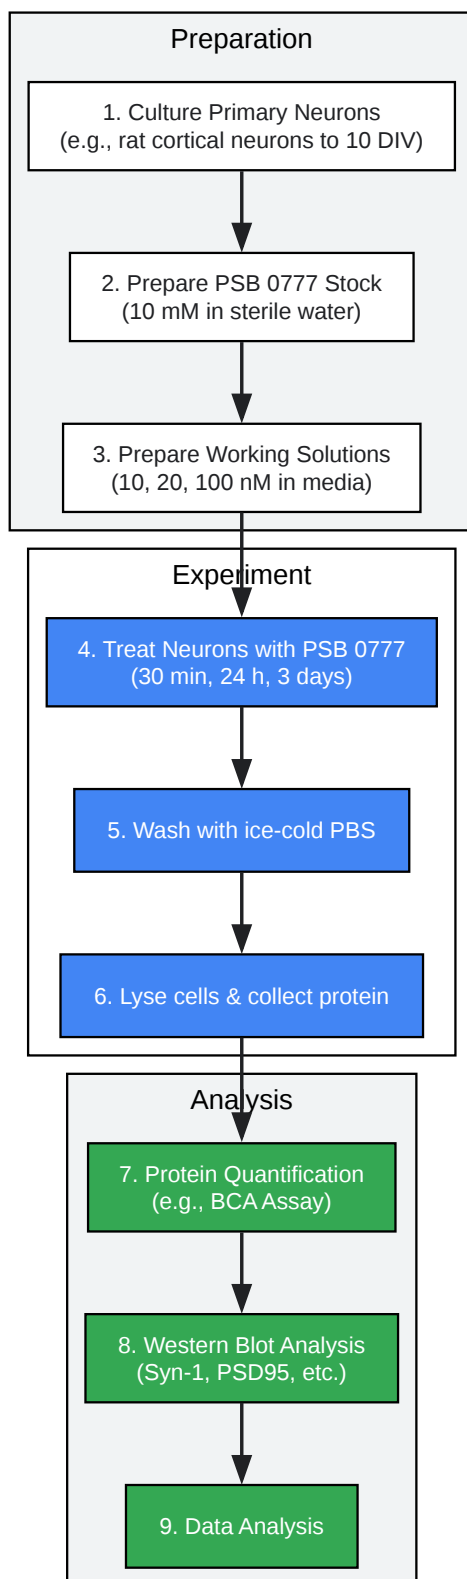 Preparation
1. Culture Primary Neurons
(e.g., rat cortical neurons to 10 DIV)
2. Prepare PSB 0777 Stock
(10 mM in sterile water)
3. Prepare Working Solutions
(10, 20, 100 nM in media)
Experiment
4. Treat Neurons with PSB 0777
(30 min, 24 h, 3 days)
5. Wash with ice-cold PBS
6. Lyse cells & collect protein
Analysis
7. Protein Quantification
(e.g., BCA Assay)
8. Western Blot Analysis
(Syn-1, PSD95, etc.)
9. Data Analysis